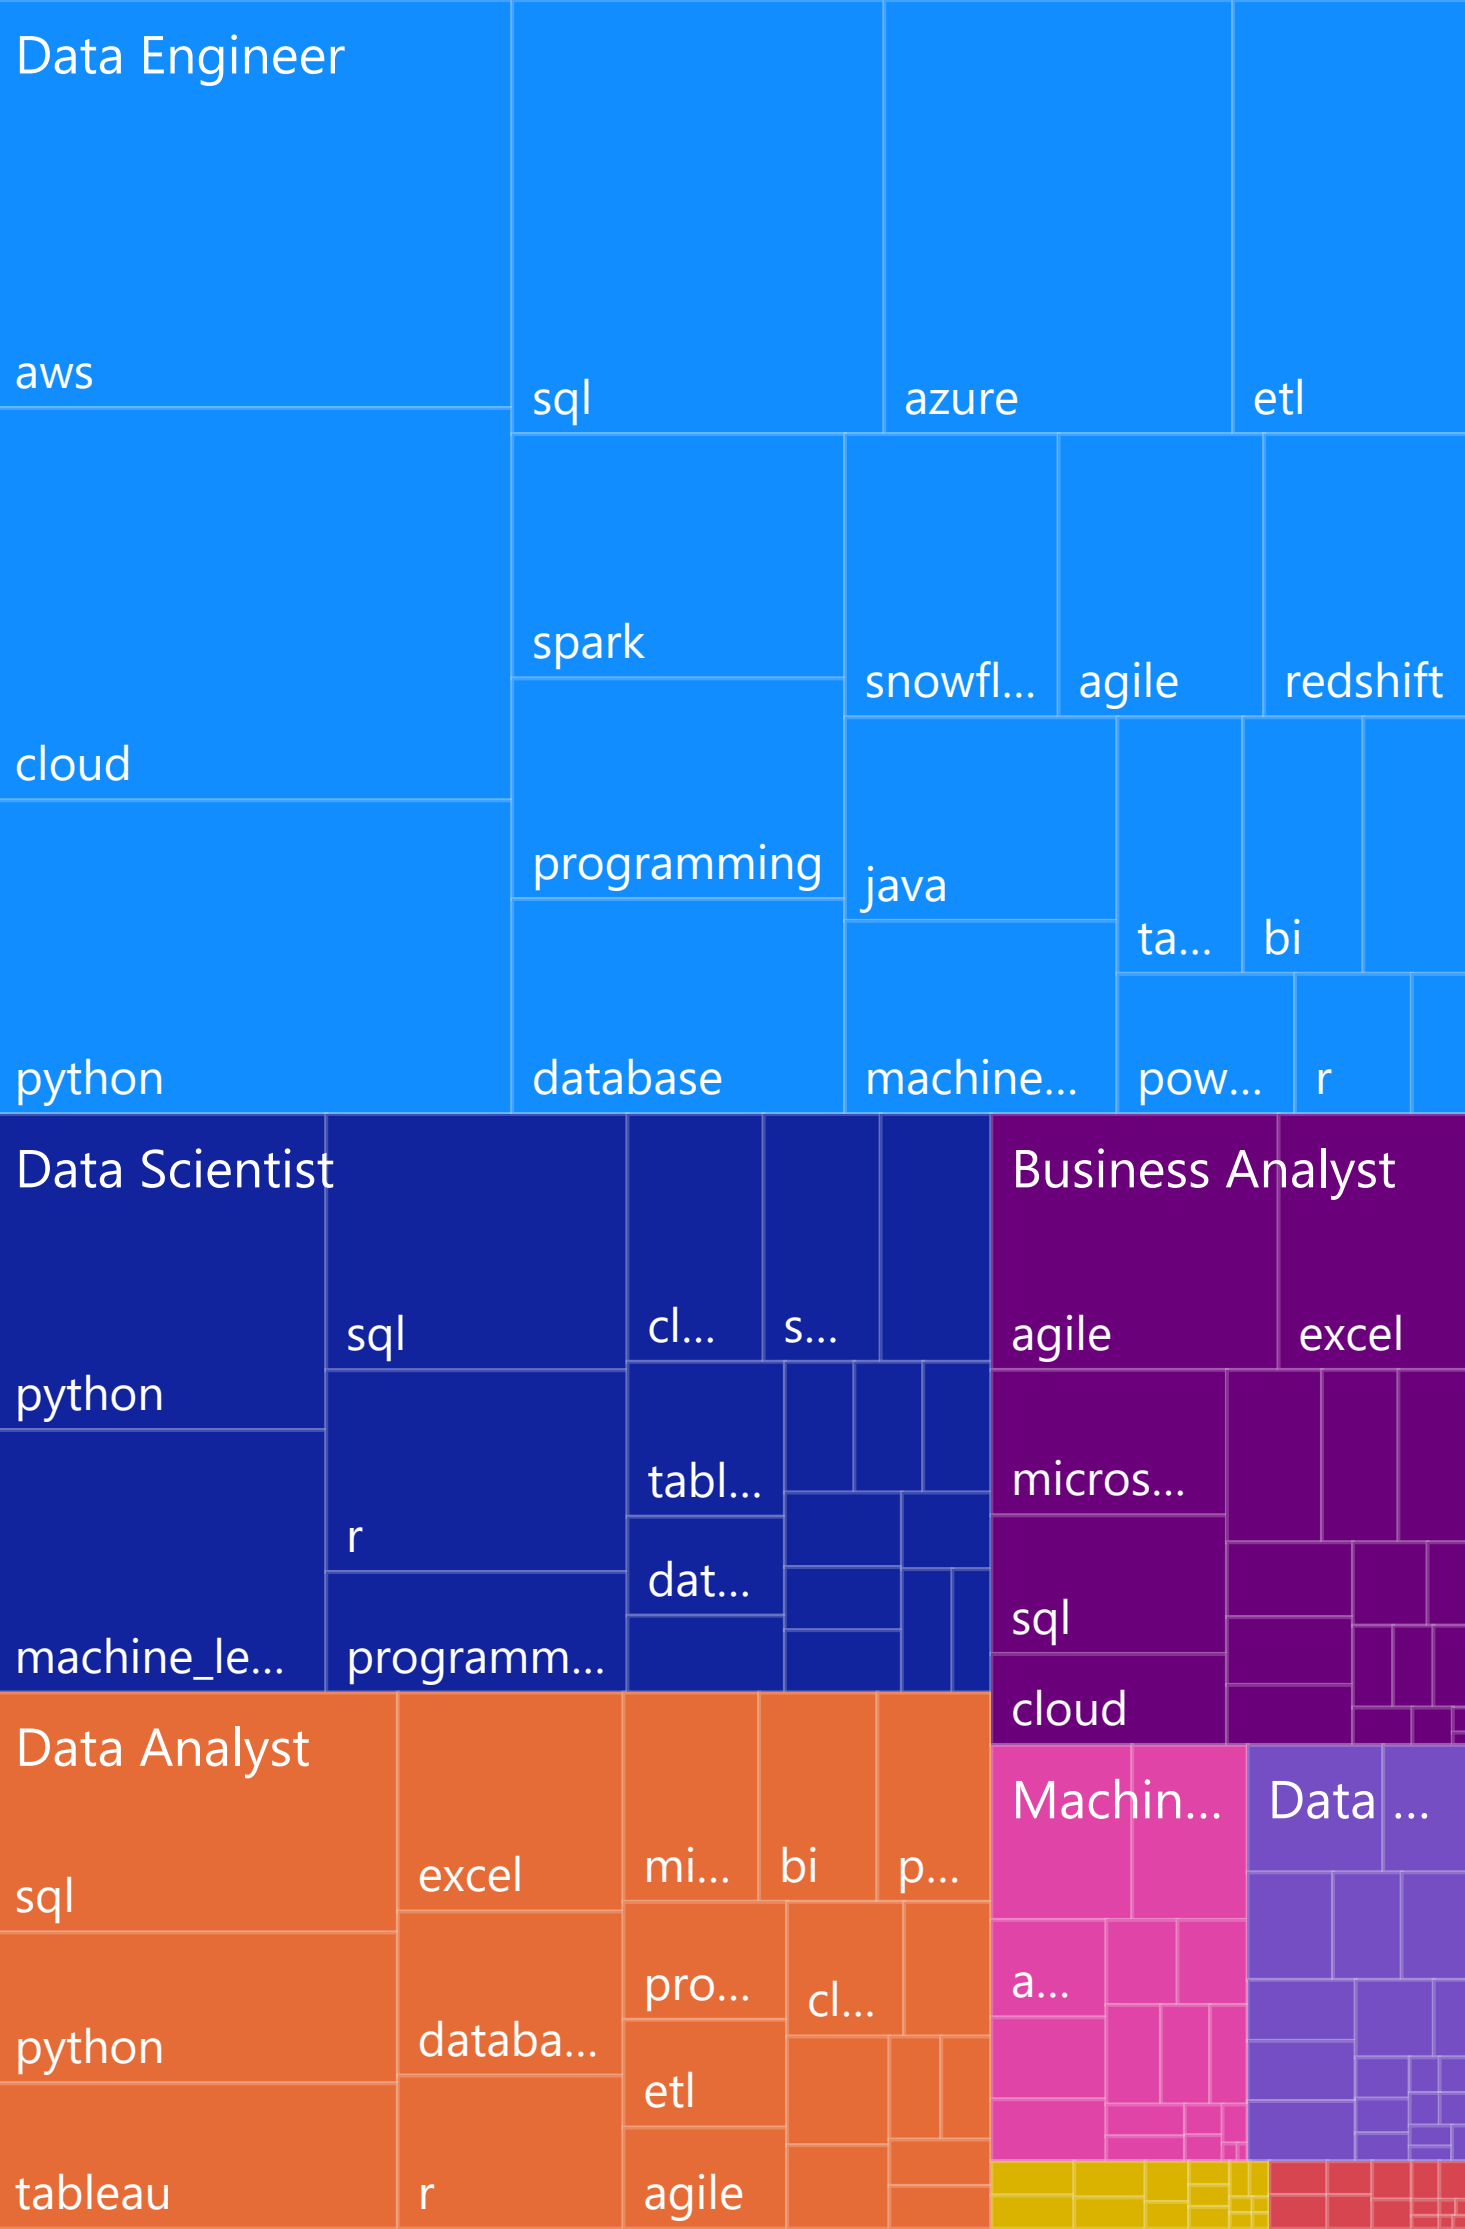 Data Engineer
aws
sql
azure
etl
cloud
spark
snowfl...
agile
redshift
python
programming
java
ta...
bi
database
machine...
pow...
r
Data Scientist
python
sql
cl...
s...
r
tabl...
dat...
machine_le...
programm...
Business Analyst
agile
excel
micros...
sql
cloud
Data Analyst
sql
excel
mi...
bi
p...
python
databa...
pro...
cl...
etl
tableau
r
agile
Machin...
a...
Data ...